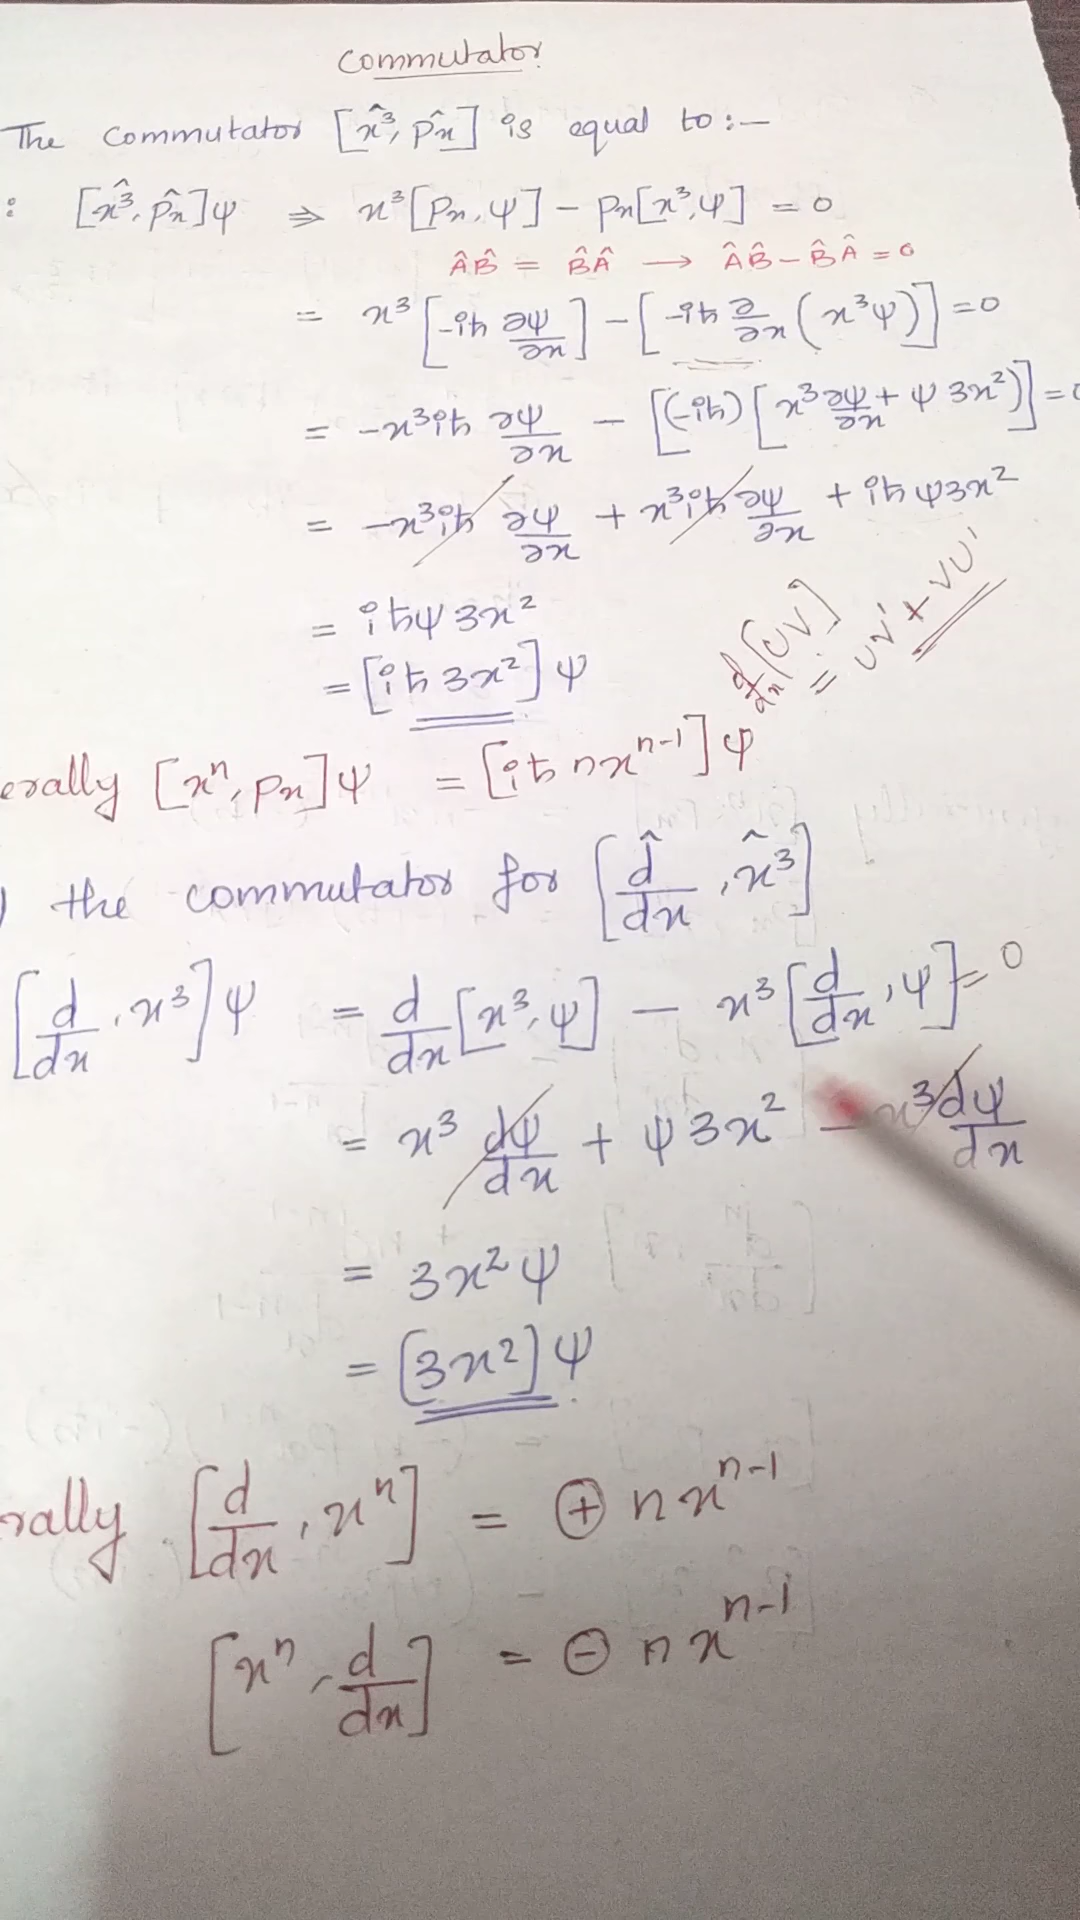 Commutator
The commutator [x̂³, p̂x] is equal to :-
: [x̂³, p̂x]ψ ⇒ x³[Px, ψ] - Px[x³, ψ] = 0
ÂB̂ = B̂Â → ÂB̂ - B̂Â = 0
= x³[-iħ ∂ψ/∂x] - [-iħ ∂/∂x (x³ψ)] = 0
= -x³iħ ∂ψ/∂x - [(-iħ)[x³ ∂ψ/∂x + ψ 3x²)] = 0
= -x³iħ ∂ψ/∂x + x³iħ ∂ψ/∂x + iħ ψ3x²
= iħψ 3x²
= [iħ 3x²] ψ
d/dx [UV]
= UV' + VU'
erally [xⁿ, Px]ψ = [iħ nxⁿ⁻¹] ψ
) the commutator for [d̂/dx, x̂³]
[d/dx, x³]ψ = d/dx [x³, ψ] - x³[d/dx, ψ] = 0
= x³ dψ/dx + ψ 3x² - x³ dψ/dx
= 3x² ψ
= [3x²] ψ
rally [d/dx, xⁿ] = ⊕ nxⁿ⁻¹
[xⁿ, d/dx] = ⊖ nxⁿ⁻¹